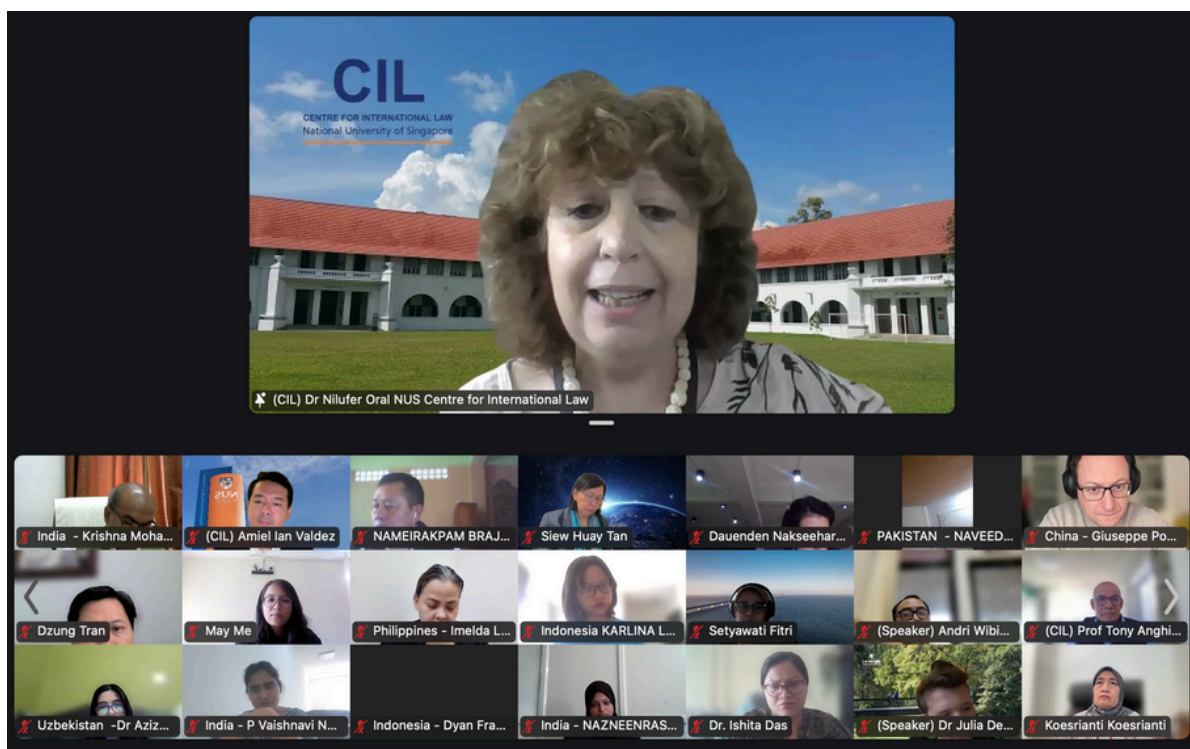 CIL
CENTRE FOR INTERNATIONAL LAW
National University of Singapore
(CIL) Dr Nilufer Oral NUS Centre for International Law
India - Krishna Moha...
(CIL) Amiel Ian Valdez
NAMEIRAKPAM BRAJ...
Siew Huay Tan
Dauenden Nakseehar...
PAKISTAN - NAVEED...
China - Giuseppe Po...
Dzung Tran
May Me
Philippines - Imelda L...
Indonesia KARLINA L...
Setyawati Fitri
(Speaker) Andri Wibi...
(CIL) Prof Tony Anghi...
Uzbekistan -Dr Aziz...
India - P Vaishnavi N...
Indonesia - Dyan Fra...
India - NAZNEENRAS...
Dr. Ishita Das
(Speaker) Dr Julia De...
Koesrianti Koesrianti